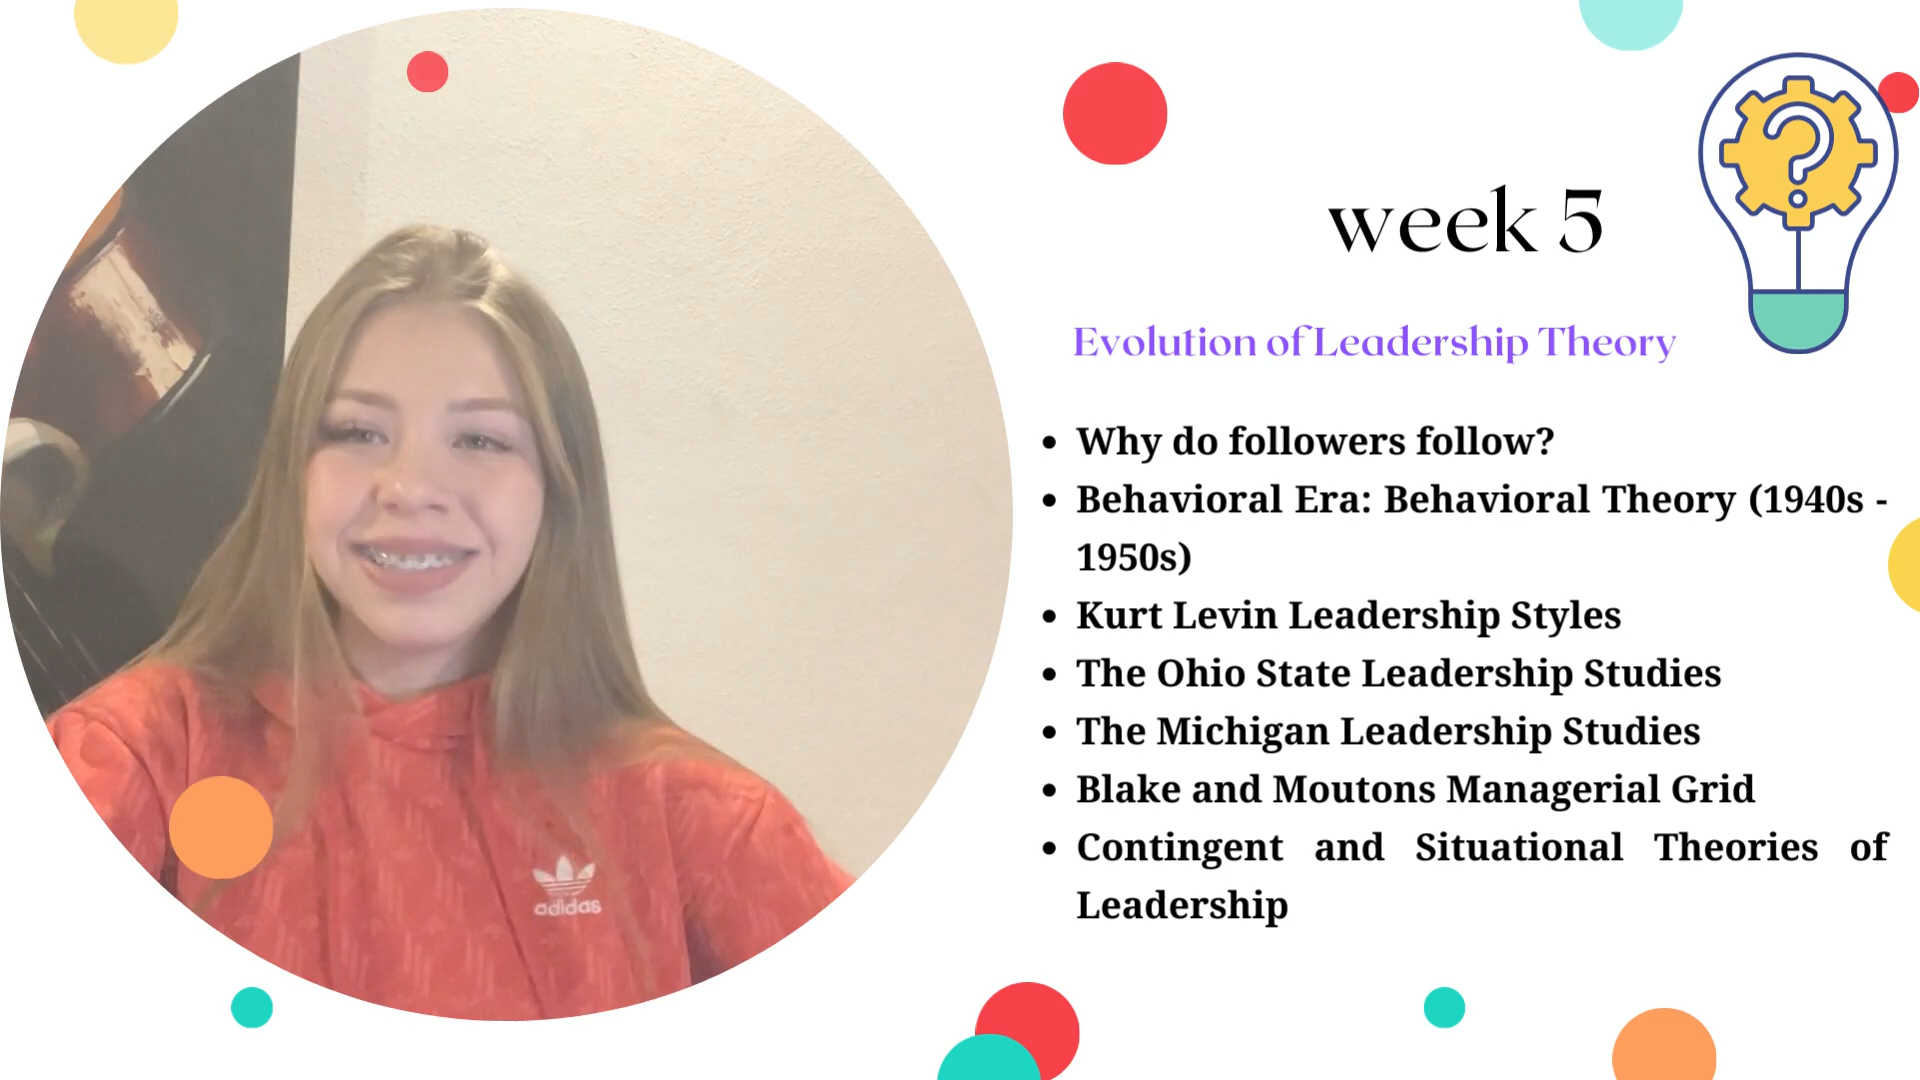 week 5
Evolution of Leadership Theory
• Why do followers follow?
• Behavioral Era: Behavioral Theory (1940s -
1950s)
• Kurt Levin Leadership Styles
• The Ohio State Leadership Studies
• The Michigan Leadership Studies
• Blake and Moutons Managerial Grid
• Contingent and Situational Theories of
Leadership
?
adidas